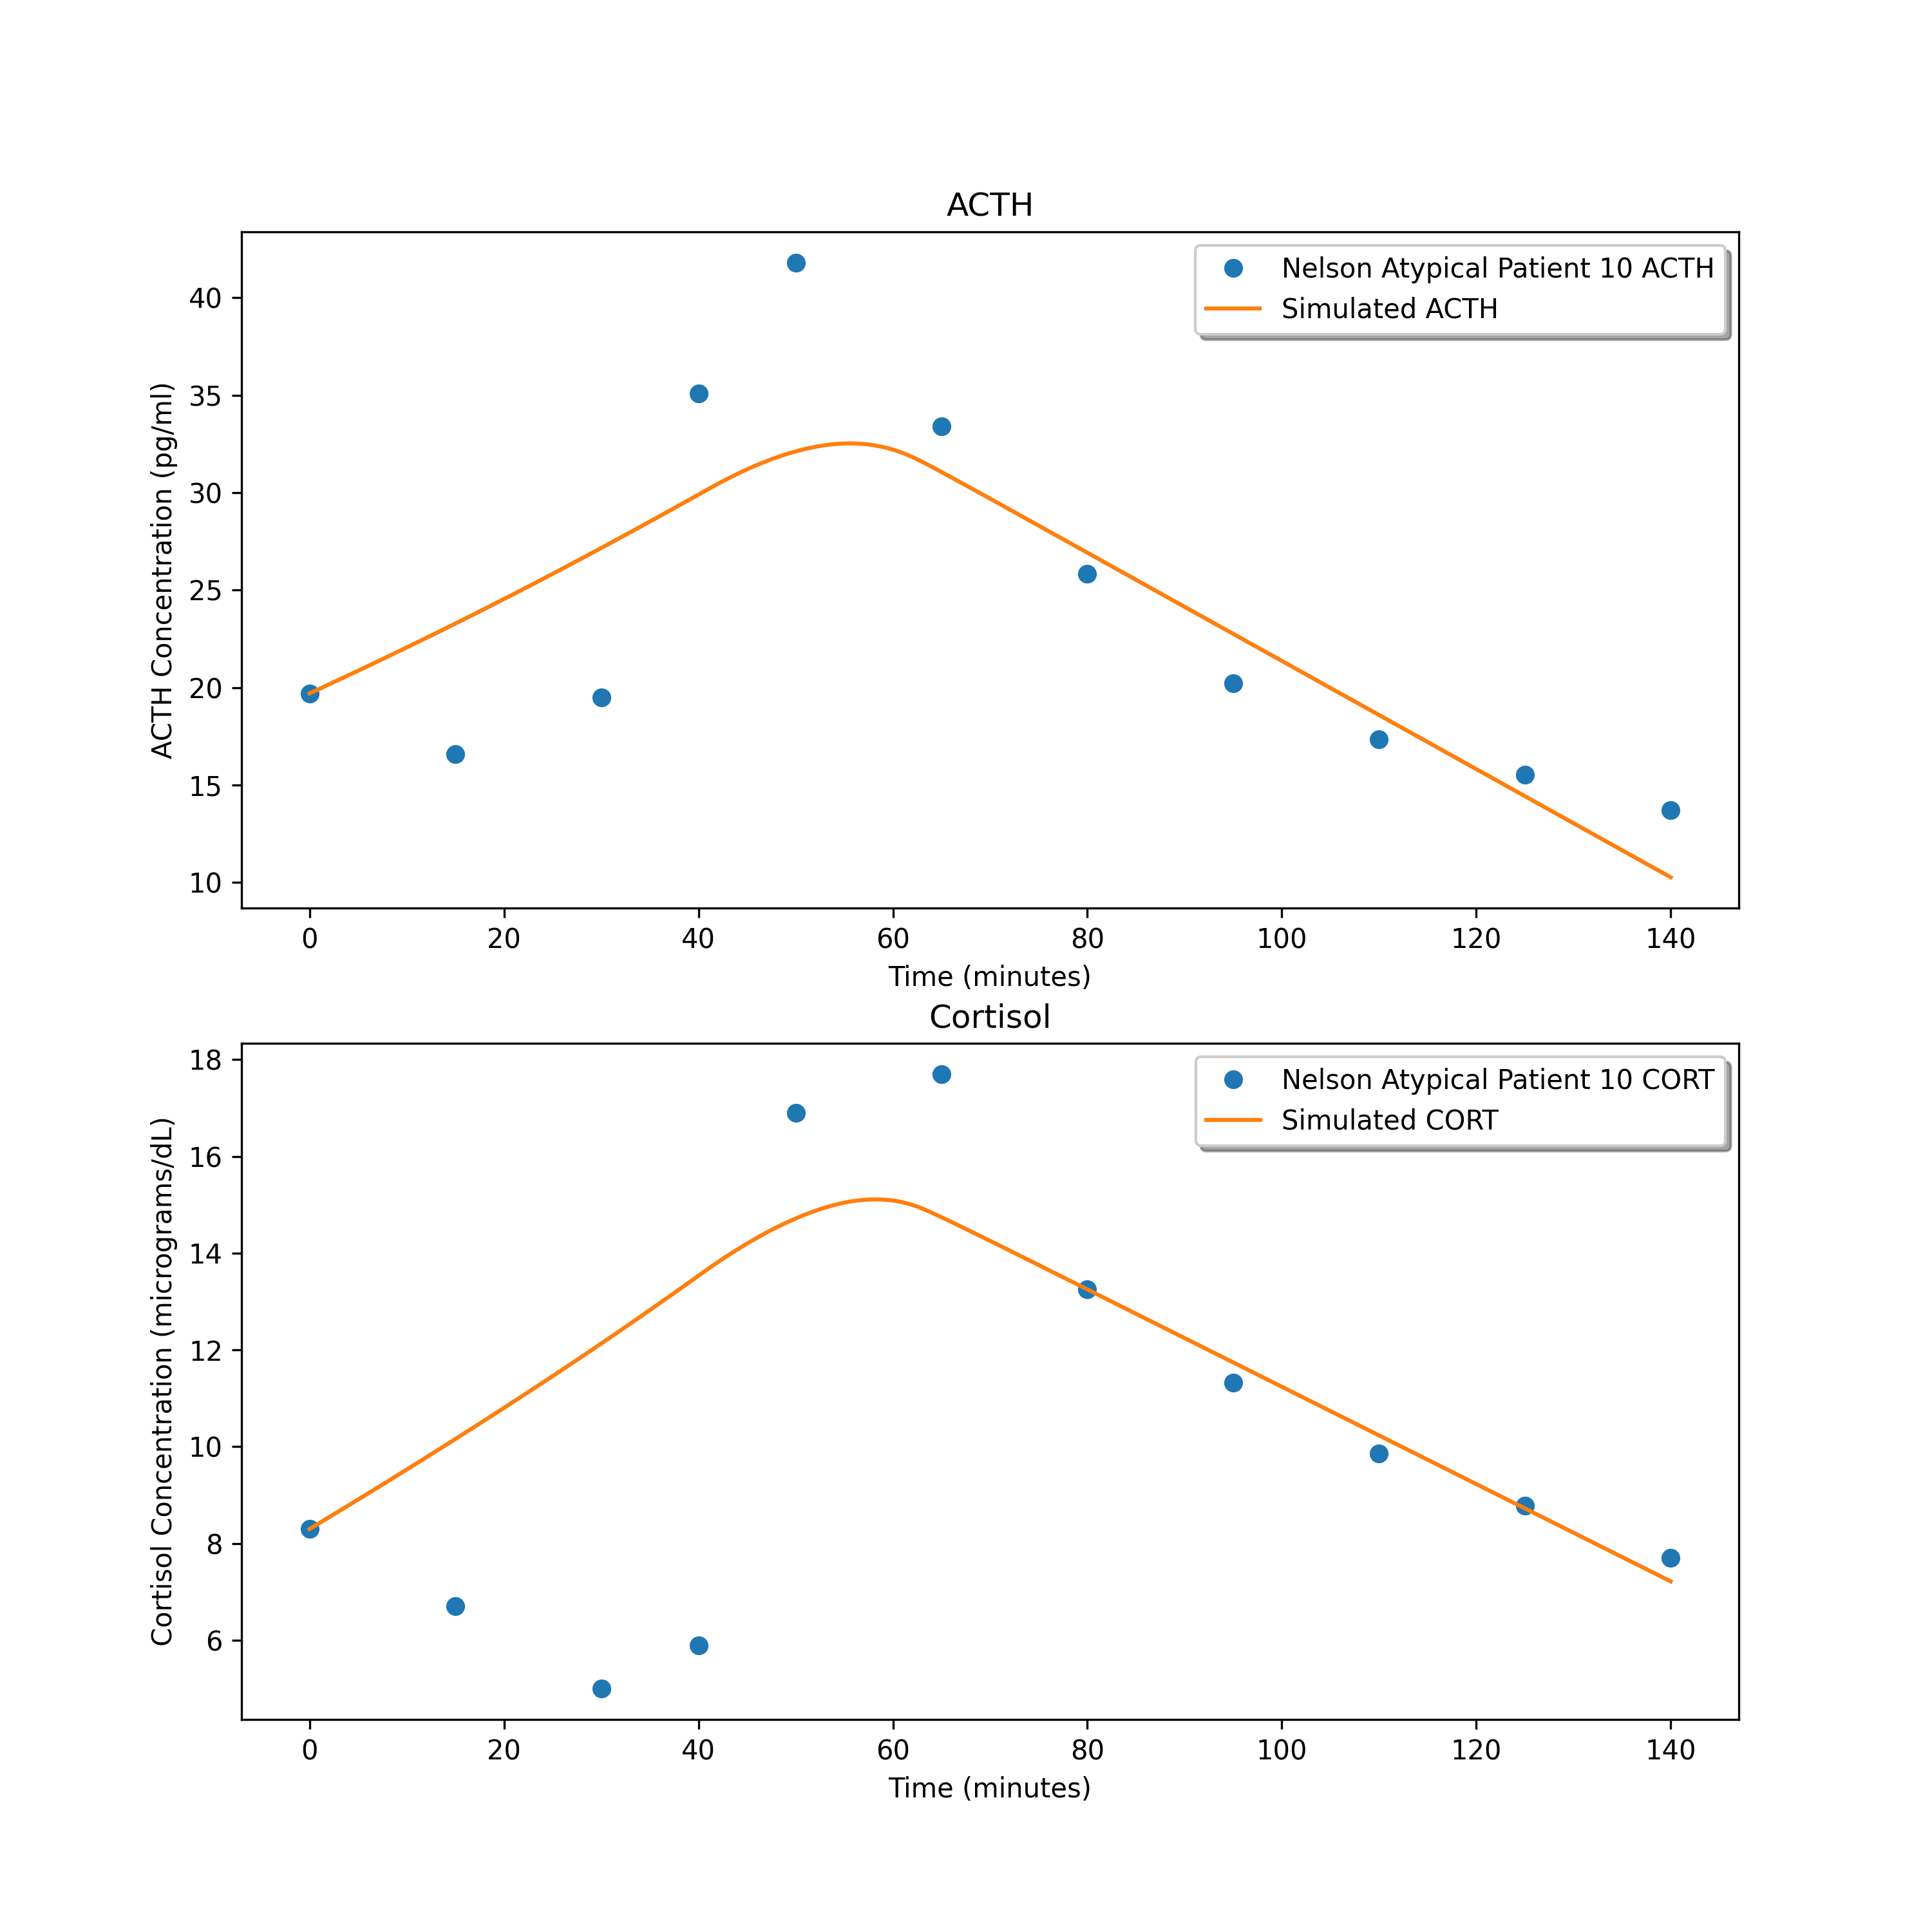 ACTH
Nelson Atypical Patient 10 ACTH
Simulated ACTH
ACTH Concentration (pg/ml)
40
35
30
25
20
15
10
0 20 40 60 80 100 120 140
Time (minutes)
Cortisol
Nelson Atypical Patient 10 CORT
Simulated CORT
Cortisol Concentration (micrograms/dL)
18
16
14
12
10
8
6
0 20 40 60 80 100 120 140
Time (minutes)